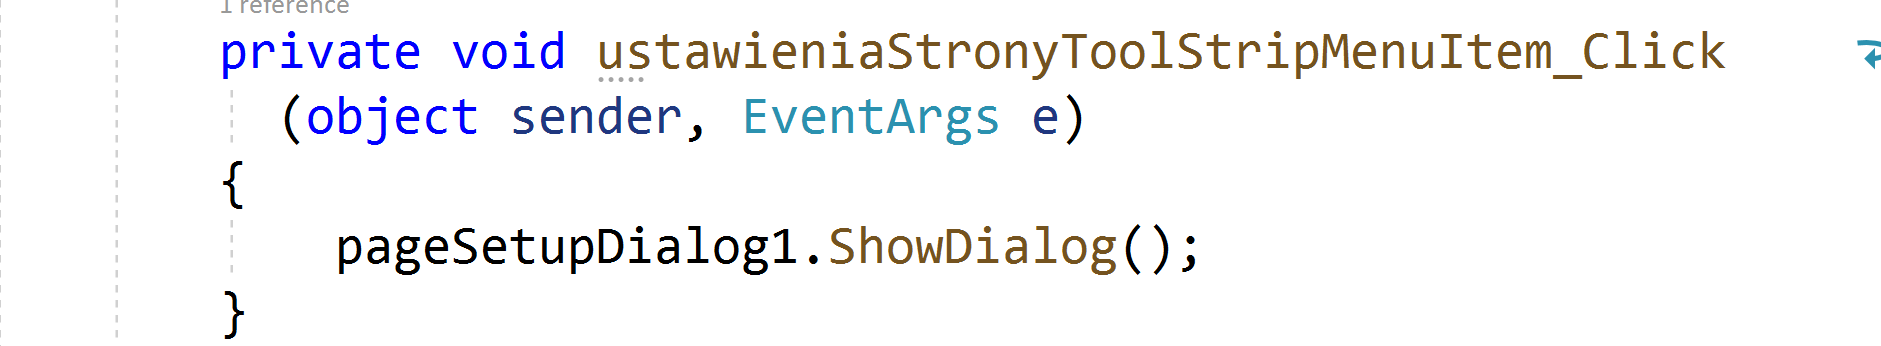 1 reference
private void ustawieniaStronyToolStripMenuItem_Click
(object sender, EventArgs e)
{
pageSetupDialog1.ShowDialog();
}